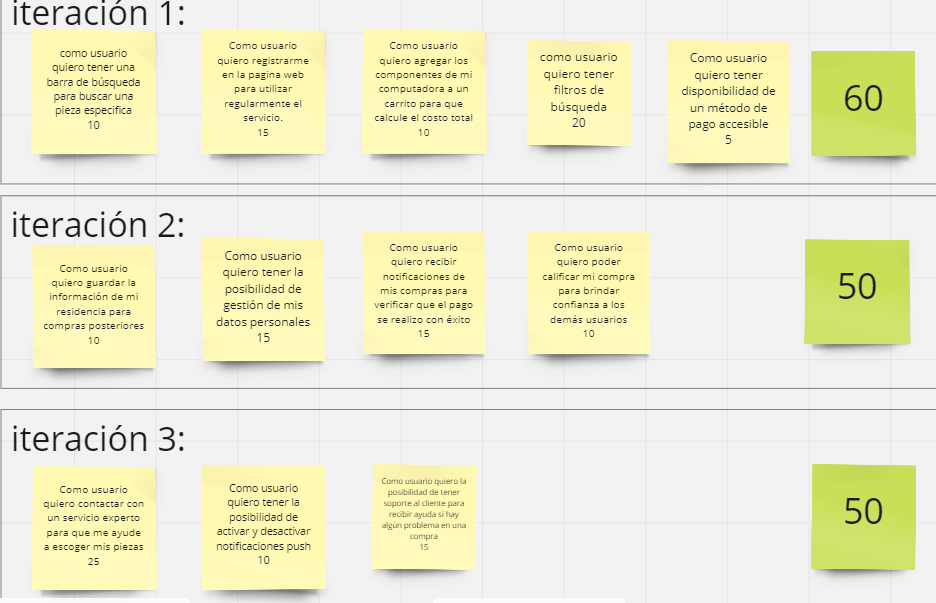 iteración 1:
como usuario
quiero tener una
barra de búsqueda
para buscar una
pieza especifica
10
Como usuario
quiero registrarme
en la pagina web
para utilizar
regularmente el
servicio.
15
Como usuario
quiero agregar los
componentes de mi
computadora a un
carrito para que
calcule el costo total
10
como usuario
quiero tener
filtros de
búsqueda
20
Como usuario
quiero tener
disponibilidad de
un método de
pago accesible
5
60
iteración 2:
Como usuario
quiero guardar la
información de mi
residencia para
compras posteriores
10
Como usuario
quiero tener la
posibilidad de
gestión de mis
datos personales
15
Como usuario
quiero recibir
notificaciones de
mis compras para
verificar que el pago
se realizo con éxito
15
Como usuario
quiero poder
calificar mi compra
para brindar
confianza a los
demás usuarios
10
50
iteración 3:
Como usuario
quiero contactar con
un servicio experto
para que me ayude
a escoger mis piezas
25
Como usuario
quiero tener la
posibilidad de
activar y desactivar
notificaciones push
10
Como usuario quiero la
posibilidad de tener
soporte al cliente para
recibir ayuda si hay
algún problema en una
compra
15
50